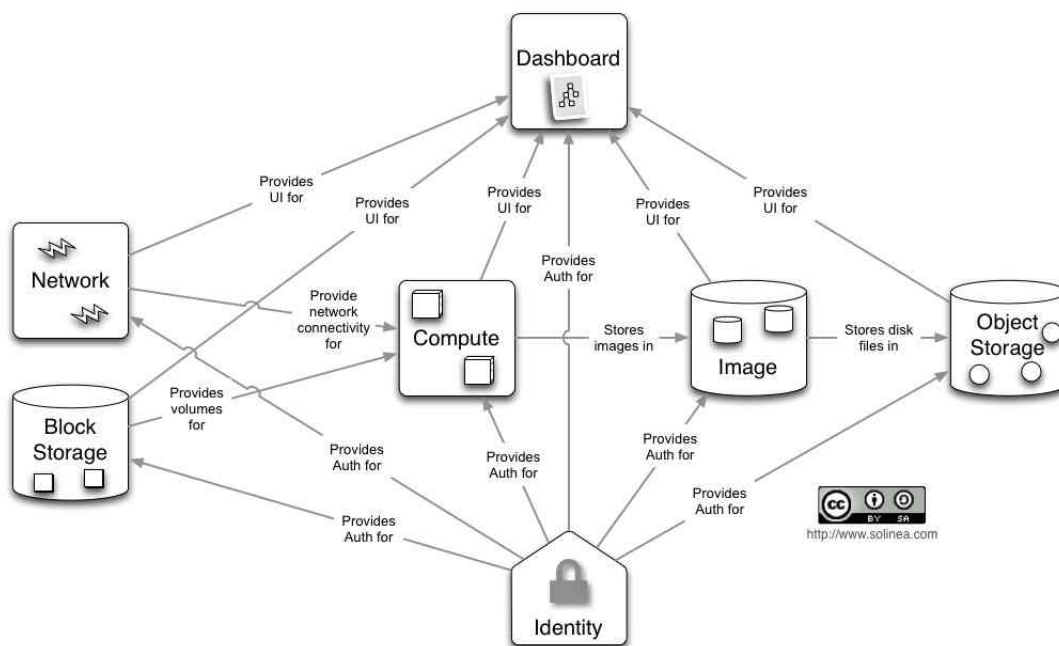 Dashboard
Provides
UI for
Provides
UI for
Provides
UI for
Provides
Auth for
Provides
UI for
Provides
UI for
Network
Provide
network
connectivity
for
Compute
Stores
images in
Image
Stores disk
files in
Object
Storage
Block
Storage
Provides
volumes
for
Provides
Auth for
Provides
Auth for
Provides
Auth for
Provides
Auth for
Provides
Auth for
cc
BY SA
http://www.solinea.com
Identity